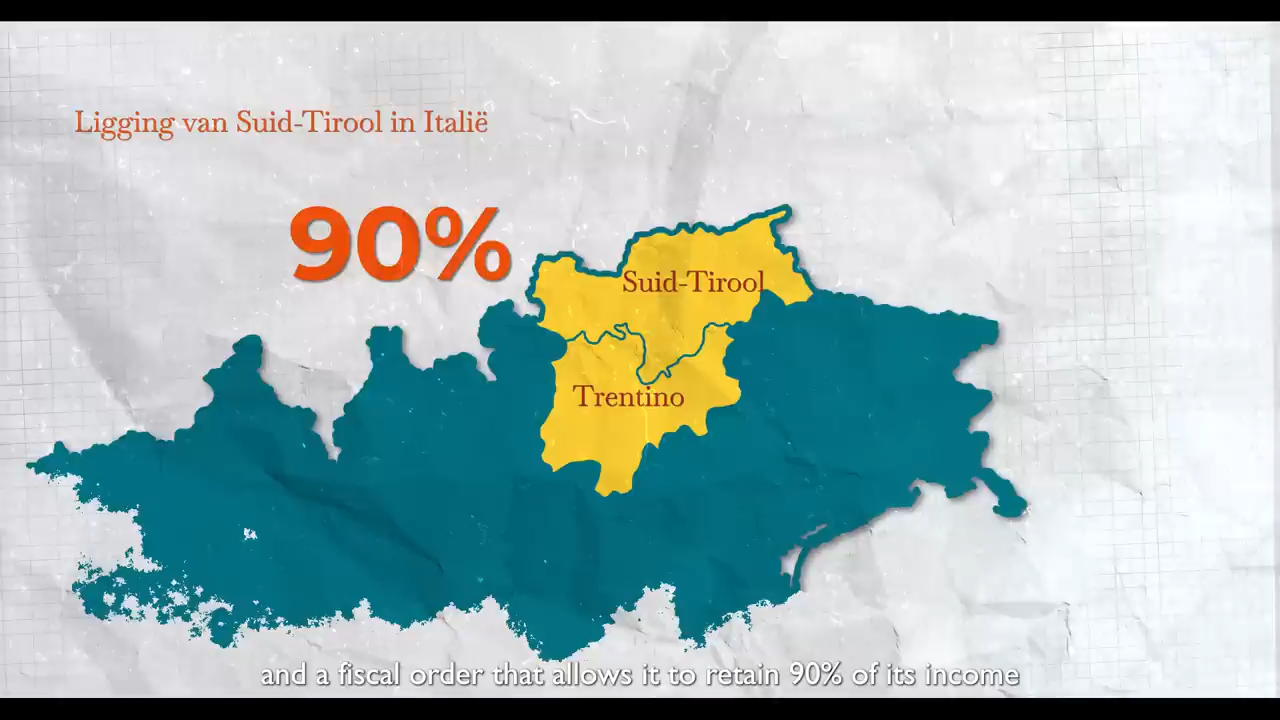 Ligging van Suid-Tirool in Italië
90%
Suid-Tirool
Trentino
and a fiscal order that allows it to retain 90% of its income